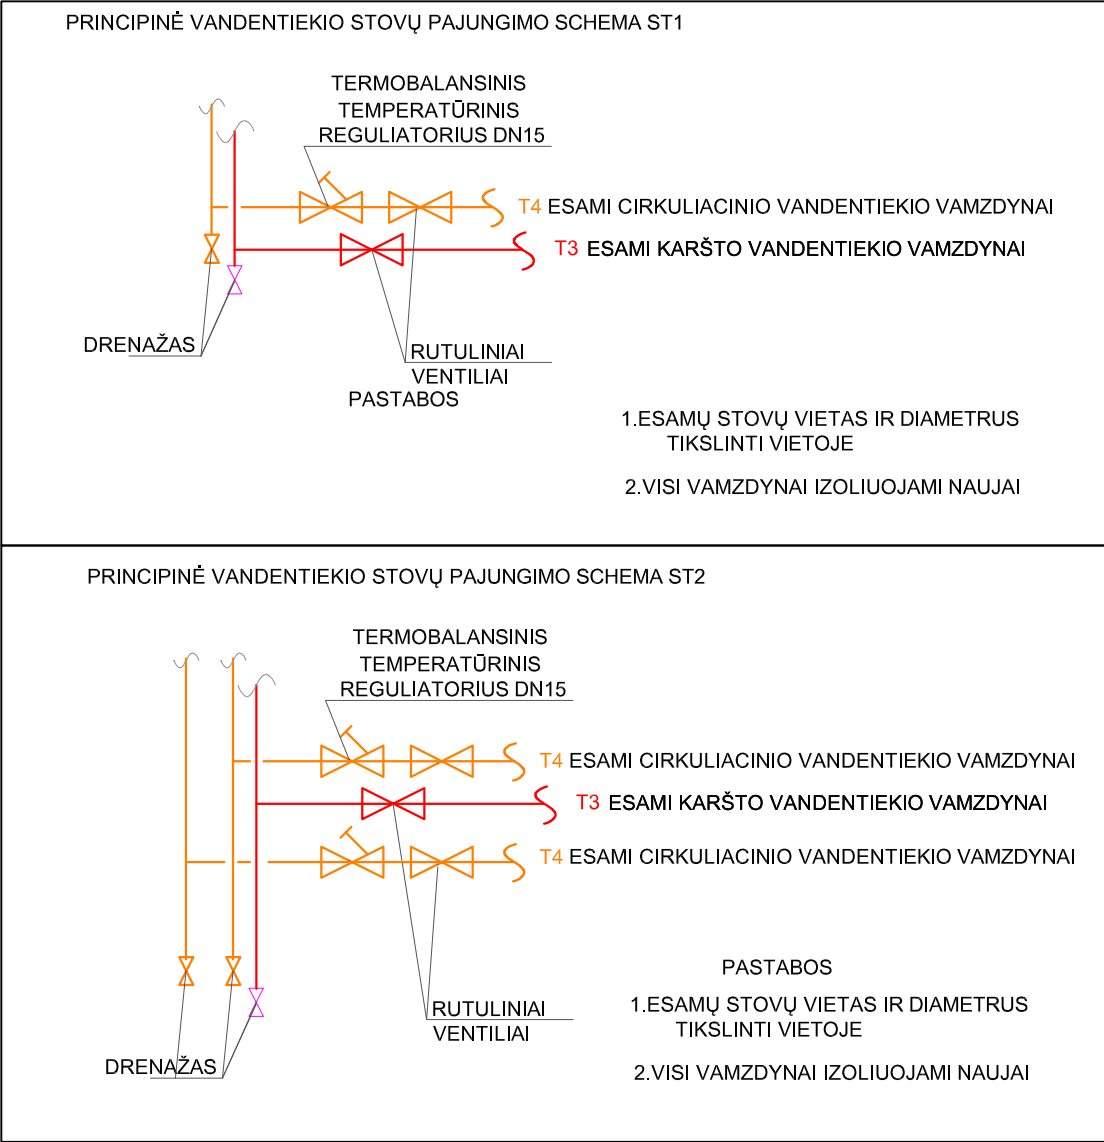 PRINCIPINĖ VANDENTIEKIO STOVŲ PAJUNGIMO SCHEMA ST1
TERMOBALANSINIS
TEMPERATŪRINIS
REGULIATORIUS DN15
T4 ESAMI CIRKULIACINIO VANDENTIEKIO VAMZDYNAI
T3 ESAMI KARŠTO VANDENTIEKIO VAMZDYNAI
DRENAŽAS
RUTULINIAI
VENTILIAI
PASTABOS
1.ESAMŲ STOVŲ VIETAS IR DIAMETRUS
TIKSLINTI VIETOJE
2.VISI VAMZDYNAI IZOLIUOJAMI NAUJAI
PRINCIPINĖ VANDENTIEKIO STOVŲ PAJUNGIMO SCHEMA ST2
TERMOBALANSINIS
TEMPERATŪRINIS
REGULIATORIUS DN15
T4 ESAMI CIRKULIACINIO VANDENTIEKIO VAMZDYNAI
T3 ESAMI KARŠTO VANDENTIEKIO VAMZDYNAI
T4 ESAMI CIRKULIACINIO VANDENTIEKIO VAMZDYNAI
PASTABOS
1.ESAMŲ STOVŲ VIETAS IR DIAMETRUS
TIKSLINTI VIETOJE
RUTULINIAI
VENTILIAI
DRENAŽAS
2.VISI VAMZDYNAI IZOLIUOJAMI NAUJAI